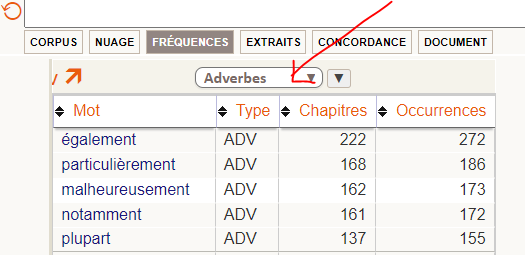 CORPUS NUAGE FRÉQUENCES EXTRAITS CONCORDANCE DOCUMENT
/ Adverbes
Mot Type Chapitres Occurrences
également ADV 222 272
particulièrement ADV 168 186
malheureusement ADV 162 173
notamment ADV 161 172
plupart ADV 137 155